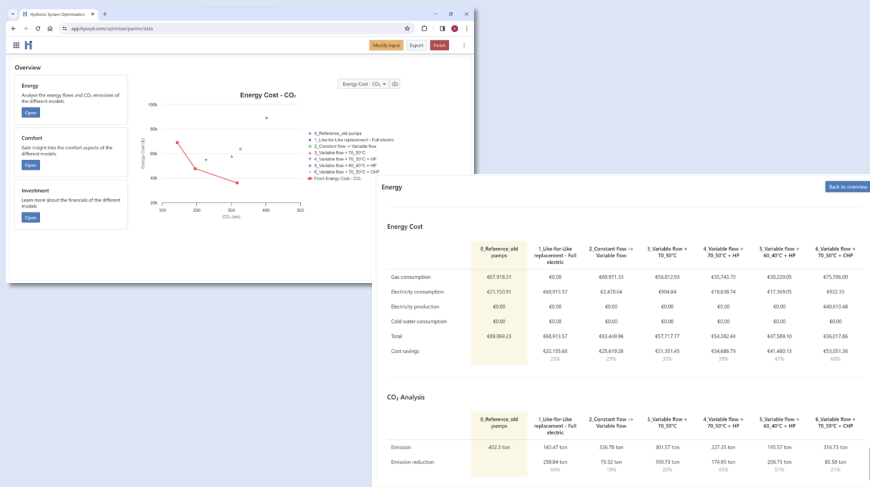 Hydronic System Optimisation
app.hysopt.com/optimiser/pareto/data
Modify input
Export
Finish
Overview
Energy
Analyse the energy flows and CO₂ emissions of
the different models.
Open
Comfort
Gain insight into the comfort aspects of the
different models.
Open
Investment
Learn more about the financials of the different
models
Open
Energy Cost - CO₂
Energy Cost - CO₂
Energy Cost (€)
100k
80k
60k
40k
20k
100 200 300 400 500
CO₂ (ton)
0_Reference_old pumps
1_Like-for-Like replacement - Full electric
2_Constant flow -> Variable flow
3_Variable flow + 70_50°C
4_Variable flow + 70_50°C + HP
5_Variable flow + 60_40°C + HP
6_Variable flow + 70_50°C + CHP
Front Energy Cost - CO₂
Energy
Back to overview
Energy Cost
0_Reference_old 1_Like-for-Like 2_Constant flow -> 3_Variable flow + 4_Variable flow + 5_Variable flow + 6_Variable flow +
pumps replacement - Full Variable flow 70_50°C 70_50°C + HP 60_40°C + HP 70_50°C + CHP
electric
Gas consumption €67,918.31 €0.00 €60,971.33 €56,812.93 €35,743.70 €30,220.05 €75,706.00
Electricity consumption €21,150.91 €68,913.57 €2,478.64 €904.84 €18,638.74 €17,369.05 €922.35
Electricity production €0.00 €0.00 €0.00 €0.00 €0.00 €0.00 €40,610.48
Cold water consumption €0.00 €0.00 €0.00 €0.00 €0.00 €0.00 €0.00
Total €89,069.23 €68,913.57 €63,449.96 €57,717.77 €54,382.44 €47,589.10 €36,017.86
Cost savings €20,155.66 €25,619.26 €31,351.45 €34,686.79 €41,480.13 €53,051.36
23% 29% 35% 39% 47% 60%
CO₂ Analysis
0_Reference_old 1_Like-for-Like 2_Constant flow -> 3_Variable flow + 4_Variable flow + 5_Variable flow + 6_Variable flow +
pumps replacement - Full Variable flow 70_50°C 70_50°C + HP 60_40°C + HP 70_50°C + CHP
electric
Emission 402.3 ton 143.47 ton 326.78 ton 301.57 ton 227.35 ton 195.57 ton 316.73 ton
Emission reduction 258.84 ton 75.52 ton 100.73 ton 174.95 ton 206.73 ton 85.58 ton
64% 19% 25% 43% 51% 21%